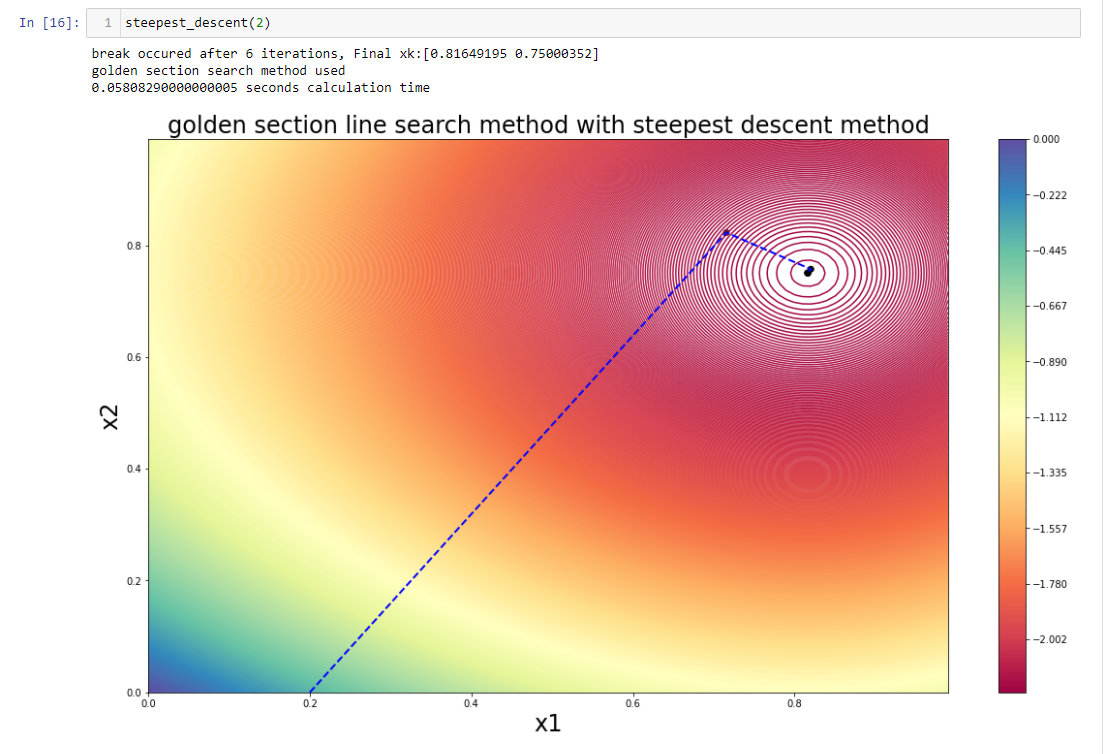 In [16]: 1 steepest_descent(2)
break occured after 6 iterations, Final xk:[0.81649195 0.75000352]
golden section search method used
0.05808290000000005 seconds calculation time
golden section line search method with steepest descent method
0.000
−0.222
−0.445
−0.667
−0.890
−1.112
−1.335
−1.557
−1.780
−2.002
0.8
0.6
0.4
0.2
0.0
x2
0.0 0.2 0.4 0.6 0.8
x1